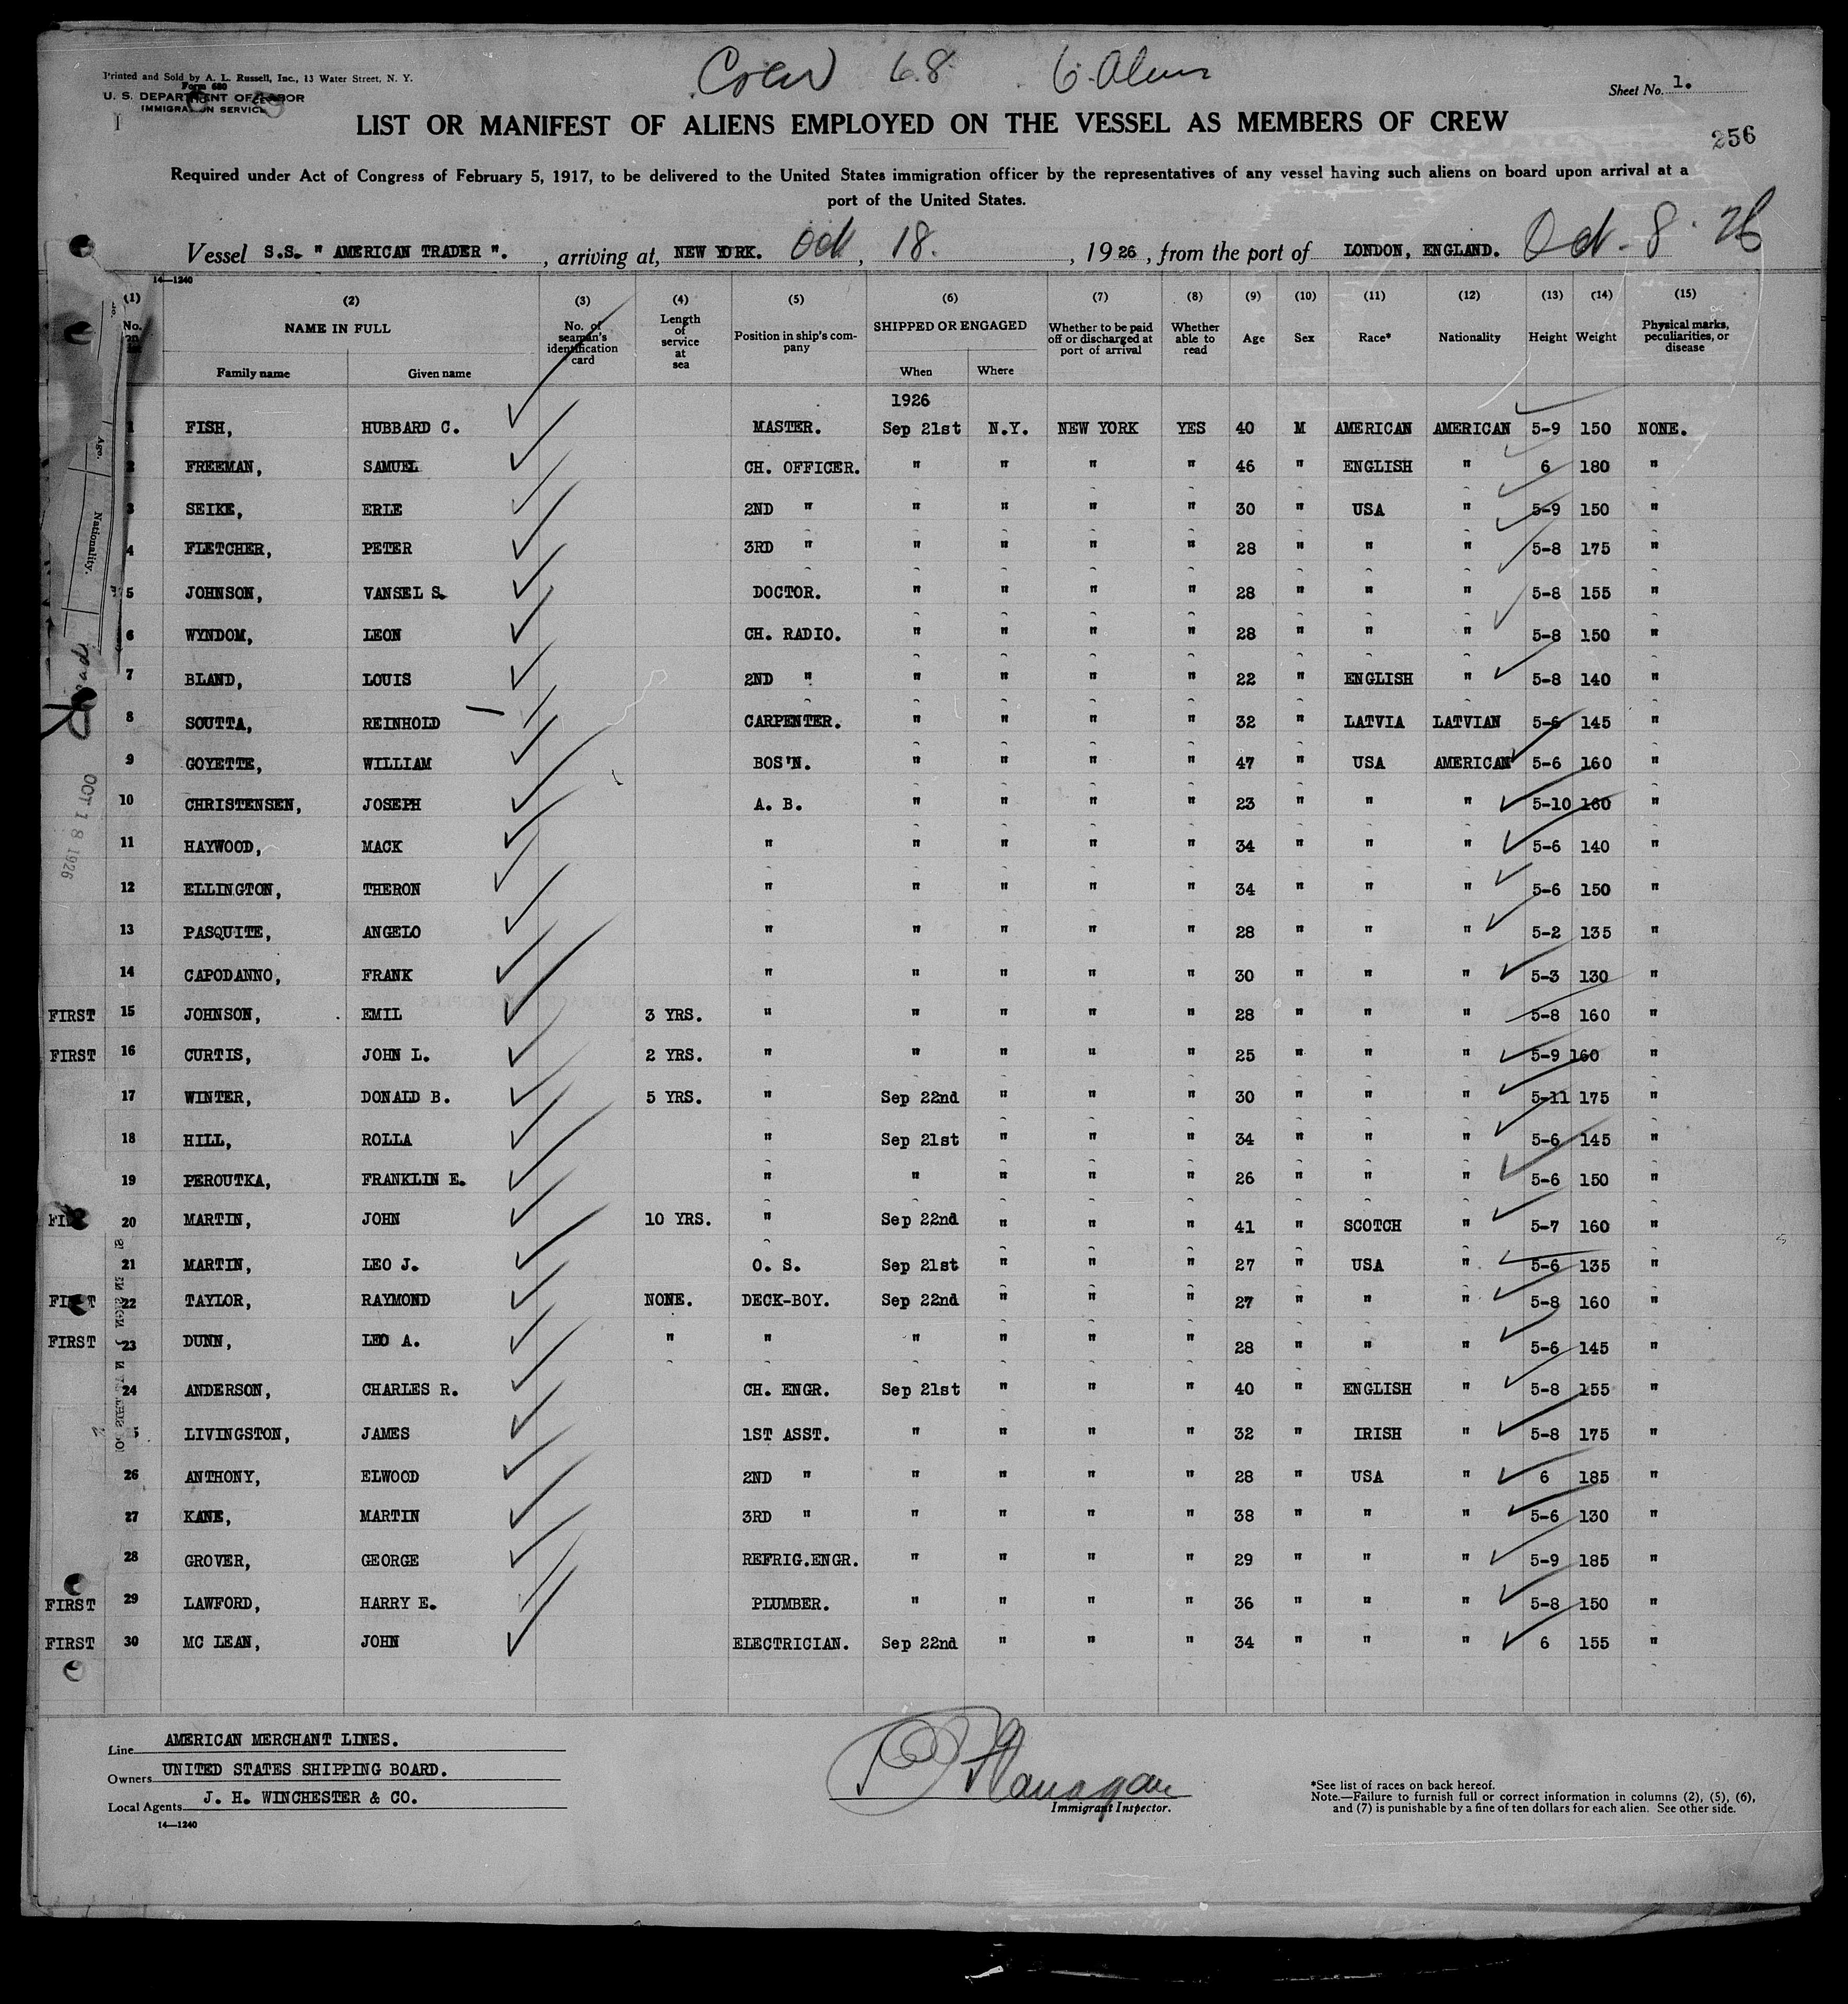 Crew 68 6 Aliens
Printed and Sold by A. L. Russell, Inc., 13 Water Street, N. Y.
Form 680
U. S. DEPARTMENT OF LABOR
IMMIGRATION SERVICE
Sheet No. 1.
LIST OR MANIFEST OF ALIENS EMPLOYED ON THE VESSEL AS MEMBERS OF CREW
256
Required under Act of Congress of February 5, 1917, to be delivered to the United States immigration officer by the representatives of any vessel having such aliens on board upon arrival at a
port of the United States.
Vessel S.S. " AMERICAN TRADER ". , arriving at, NEW YORK. Oct , 18. , 1926 , from the port of LONDON, ENGLAND. Oct - 8 - 26
14—1240
(1) (2) (3) (4) (5) (6) (7) (8) (9) (10) (11) (12) (13) (14) (15)
No. on NAME IN FULL No. of seaman's identification card Length of service at sea Position in ship's company SHIPPED OR ENGAGED Whether to be paid off or discharged at port of arrival Whether able to read Age Sex Race* Nationality Height Weight Physical marks, peculiarities, or disease
Family name Given name When Where
1926
1 FISH, HUBBARD C. MASTER. Sep 21st N.Y. NEW YORK YES 40 M AMERICAN AMERICAN 5-9 150 NONE.
2 FREEMAN, SAMUEL CH. OFFICER. " " " " 46 " ENGLISH " 6 180 "
3 SEIKE, ERLE 2ND " " " " " 30 " USA " 5-9 150 "
4 FLETCHER, PETER 3RD " " " " " 28 " " " 5-8 175 "
5 JOHNSON, VANSEL S. DOCTOR. " " " " 28 " " " 5-8 155 "
6 WYNDOM, LEON CH. RADIO. " " " " 28 " " " 5-8 150 "
7 BLAND, LOUIS 2ND " " " " " 22 " ENGLISH " 5-8 140 "
8 SOUTTA, REINHOLD CARPENTER. " " " " 32 " LATVIA LATVIAN 5-6 145 "
9 GOYETTE, WILLIAM BOS'N. " " " " 47 " USA AMERICAN 5-6 160 "
10 CHRISTENSEN, JOSEPH A. B. " " " " 23 " " " 5-10 160 "
11 HAYWOOD, MACK " " " " " 34 " " " 5-6 140 "
12 ELLINGTON, THERON " " " " " 34 " " " 5-6 150 "
13 PASQUITE, ANGELO " " " " " 28 " " " 5-2 135 "
14 CAPODANNO, FRANK " " " " " 30 " " " 5-3 130 "
FIRST 15 JOHNSON, EMIL 3 YRS. " " " " " 28 " " " 5-8 160 "
FIRST 16 CURTIS, JOHN L. 2 YRS. " " " " " 25 " " " 5-9 160 "
17 WINTER, DONALD B. 5 YRS. " Sep 22nd " " " 30 " " " 5-11 175 "
18 HILL, ROLLA " Sep 21st " " " 34 " " " 5-6 145 "
19 PEROUTKA, FRANKLIN E. " " " " " 26 " " " 5-6 150 "
20 MARTIN, JOHN 10 YRS. " Sep 22nd " " " 41 " SCOTCH " 5-7 160 "
21 MARTIN, LEO J. O. S. Sep 21st " " " 27 " USA " 5-6 135 "
FIRST 22 TAYLOR, RAYMOND NONE. DECK-BOY. Sep 22nd " " " 27 " " " 5-8 160 "
FIRST 23 DUNN, LEO A. " " " " " " 28 " " " 5-6 145 "
24 ANDERSON, CHARLES R. CH. ENGR. Sep 21st " " " 40 " ENGLISH " 5-8 155 "
5 LIVINGSTON, JAMES 1ST ASST. " " " " 32 " IRISH " 5-8 175 "
26 ANTHONY, ELWOOD 2ND " " " " " 28 " USA " 6 185 "
27 KANE, MARTIN 3RD " " " " " 38 " " " 5-6 130 "
28 GROVER, GEORGE REFRIG.ENGR. " " " " 29 " " " 5-9 185 "
FIRST 29 LAWFORD, HARRY E. PLUMBER. " " " " 36 " " " 5-8 150 "
FIRST 30 MC LEAN, JOHN ELECTRICIAN. Sep 22nd " " " 34 " " " 6 155 "
Age.
Nationality.
OCT 18 1926
Line AMERICAN MERCHANT LINES.
Owners UNITED STATES SHIPPING BOARD.
Local Agents J. H. WINCHESTER & CO.
14—1240
Flanagan
Immigrant Inspector.
*See list of races on back hereof.
Note.—Failure to furnish full or correct information in columns (2), (5), (6),
and (7) is punishable by a fine of ten dollars for each alien. See other side.